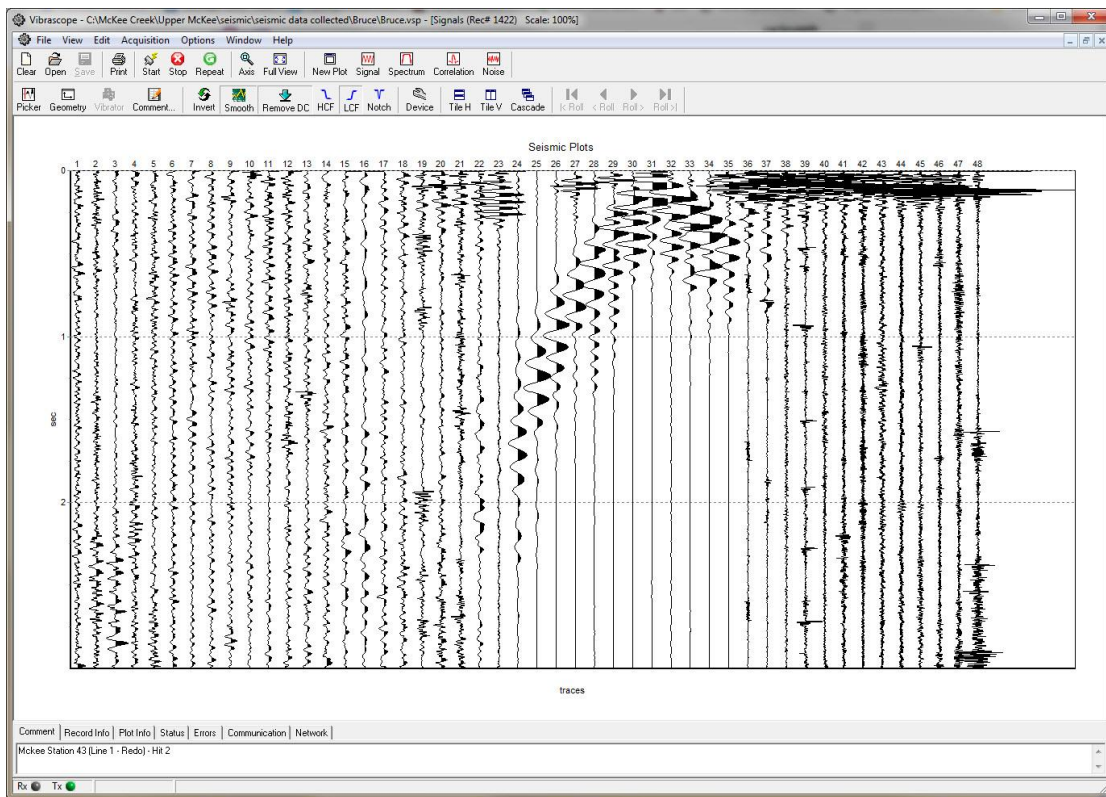 Vibrascope - C:\McKee Creek\Upper McKee\seismic\seismic data collected\Bruce\Bruce.vsp - [Signals (Rec# 1422)   Scale: 100%]
File View Edit Acquisition Options Window Help
Clear Open Save Print Start Stop Repeat Axis Full View New Plot Signal Spectrum Correlation Noise
Picker Geometry Vibrator Comment... Invert Smooth Remove DC HCF LCF Notch Device Tile H Tile V Cascade |< Roll < Roll Roll > Roll >|
Seismic Plots
1 2 3 4 5 6 7 8 9 10 11 12 13 14 15 16 17 18 19 20 21 22 23 24 25 26 27 28 29 30 31 32 33 34 35 36 37 38 39 40 41 42 43 44 45 46 47 48
0
1
sec
2
traces
Comment Record Info Plot Info Status Errors Communication Network
Mckee Station 43 (Line 1 - Redo) - Hit 2
Rx Tx